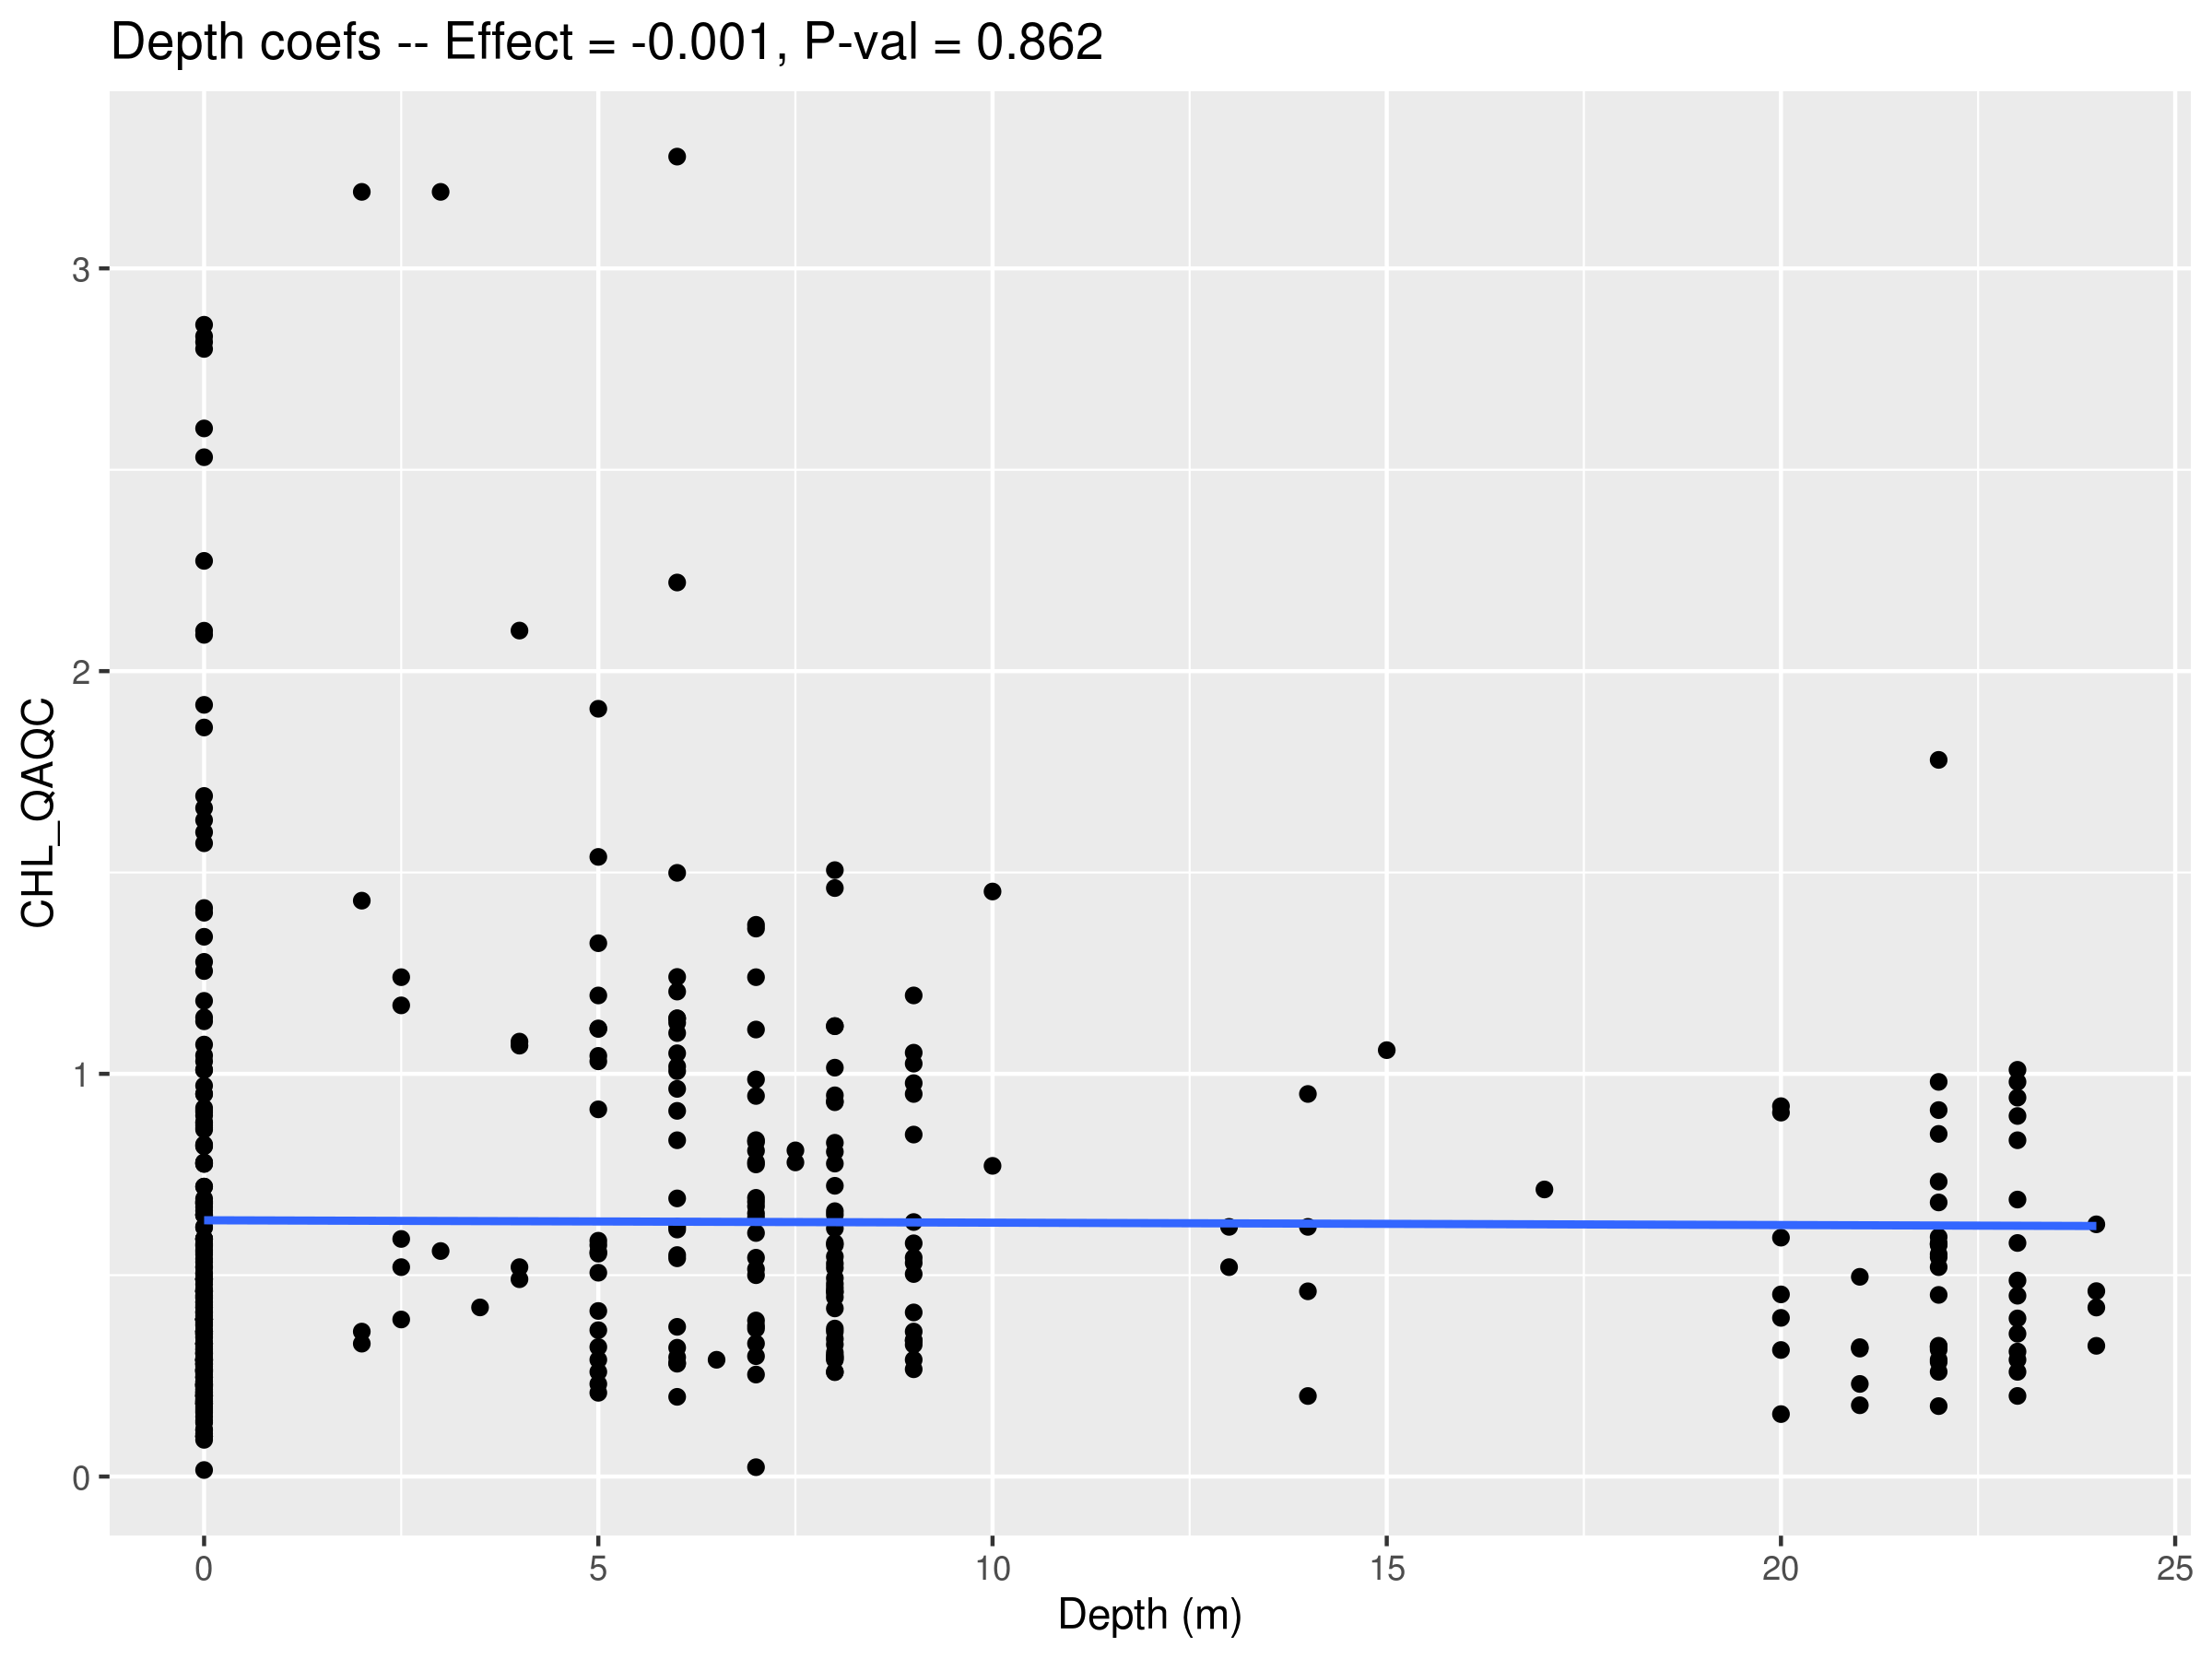 Depth coefs -- Effect = -0.001, P-val = 0.862
CHL_QAQC
3
2
1
0
0 5 10 15 20 25
Depth (m)